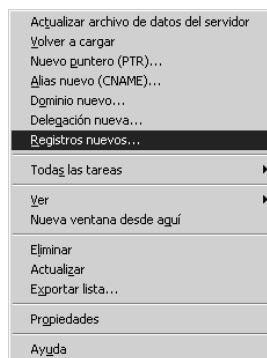 Actualizar archivo de datos del servidor
Volver a cargar
Nuevo puntero (PTR)...
Alias nuevo (CNAME)...
Dominio nuevo...
Delegación nueva...
Registros nuevos...
Todas las tareas
Ver
Nueva ventana desde aquí
Eliminar
Actualizar
Exportar lista...
Propiedades
Ayuda